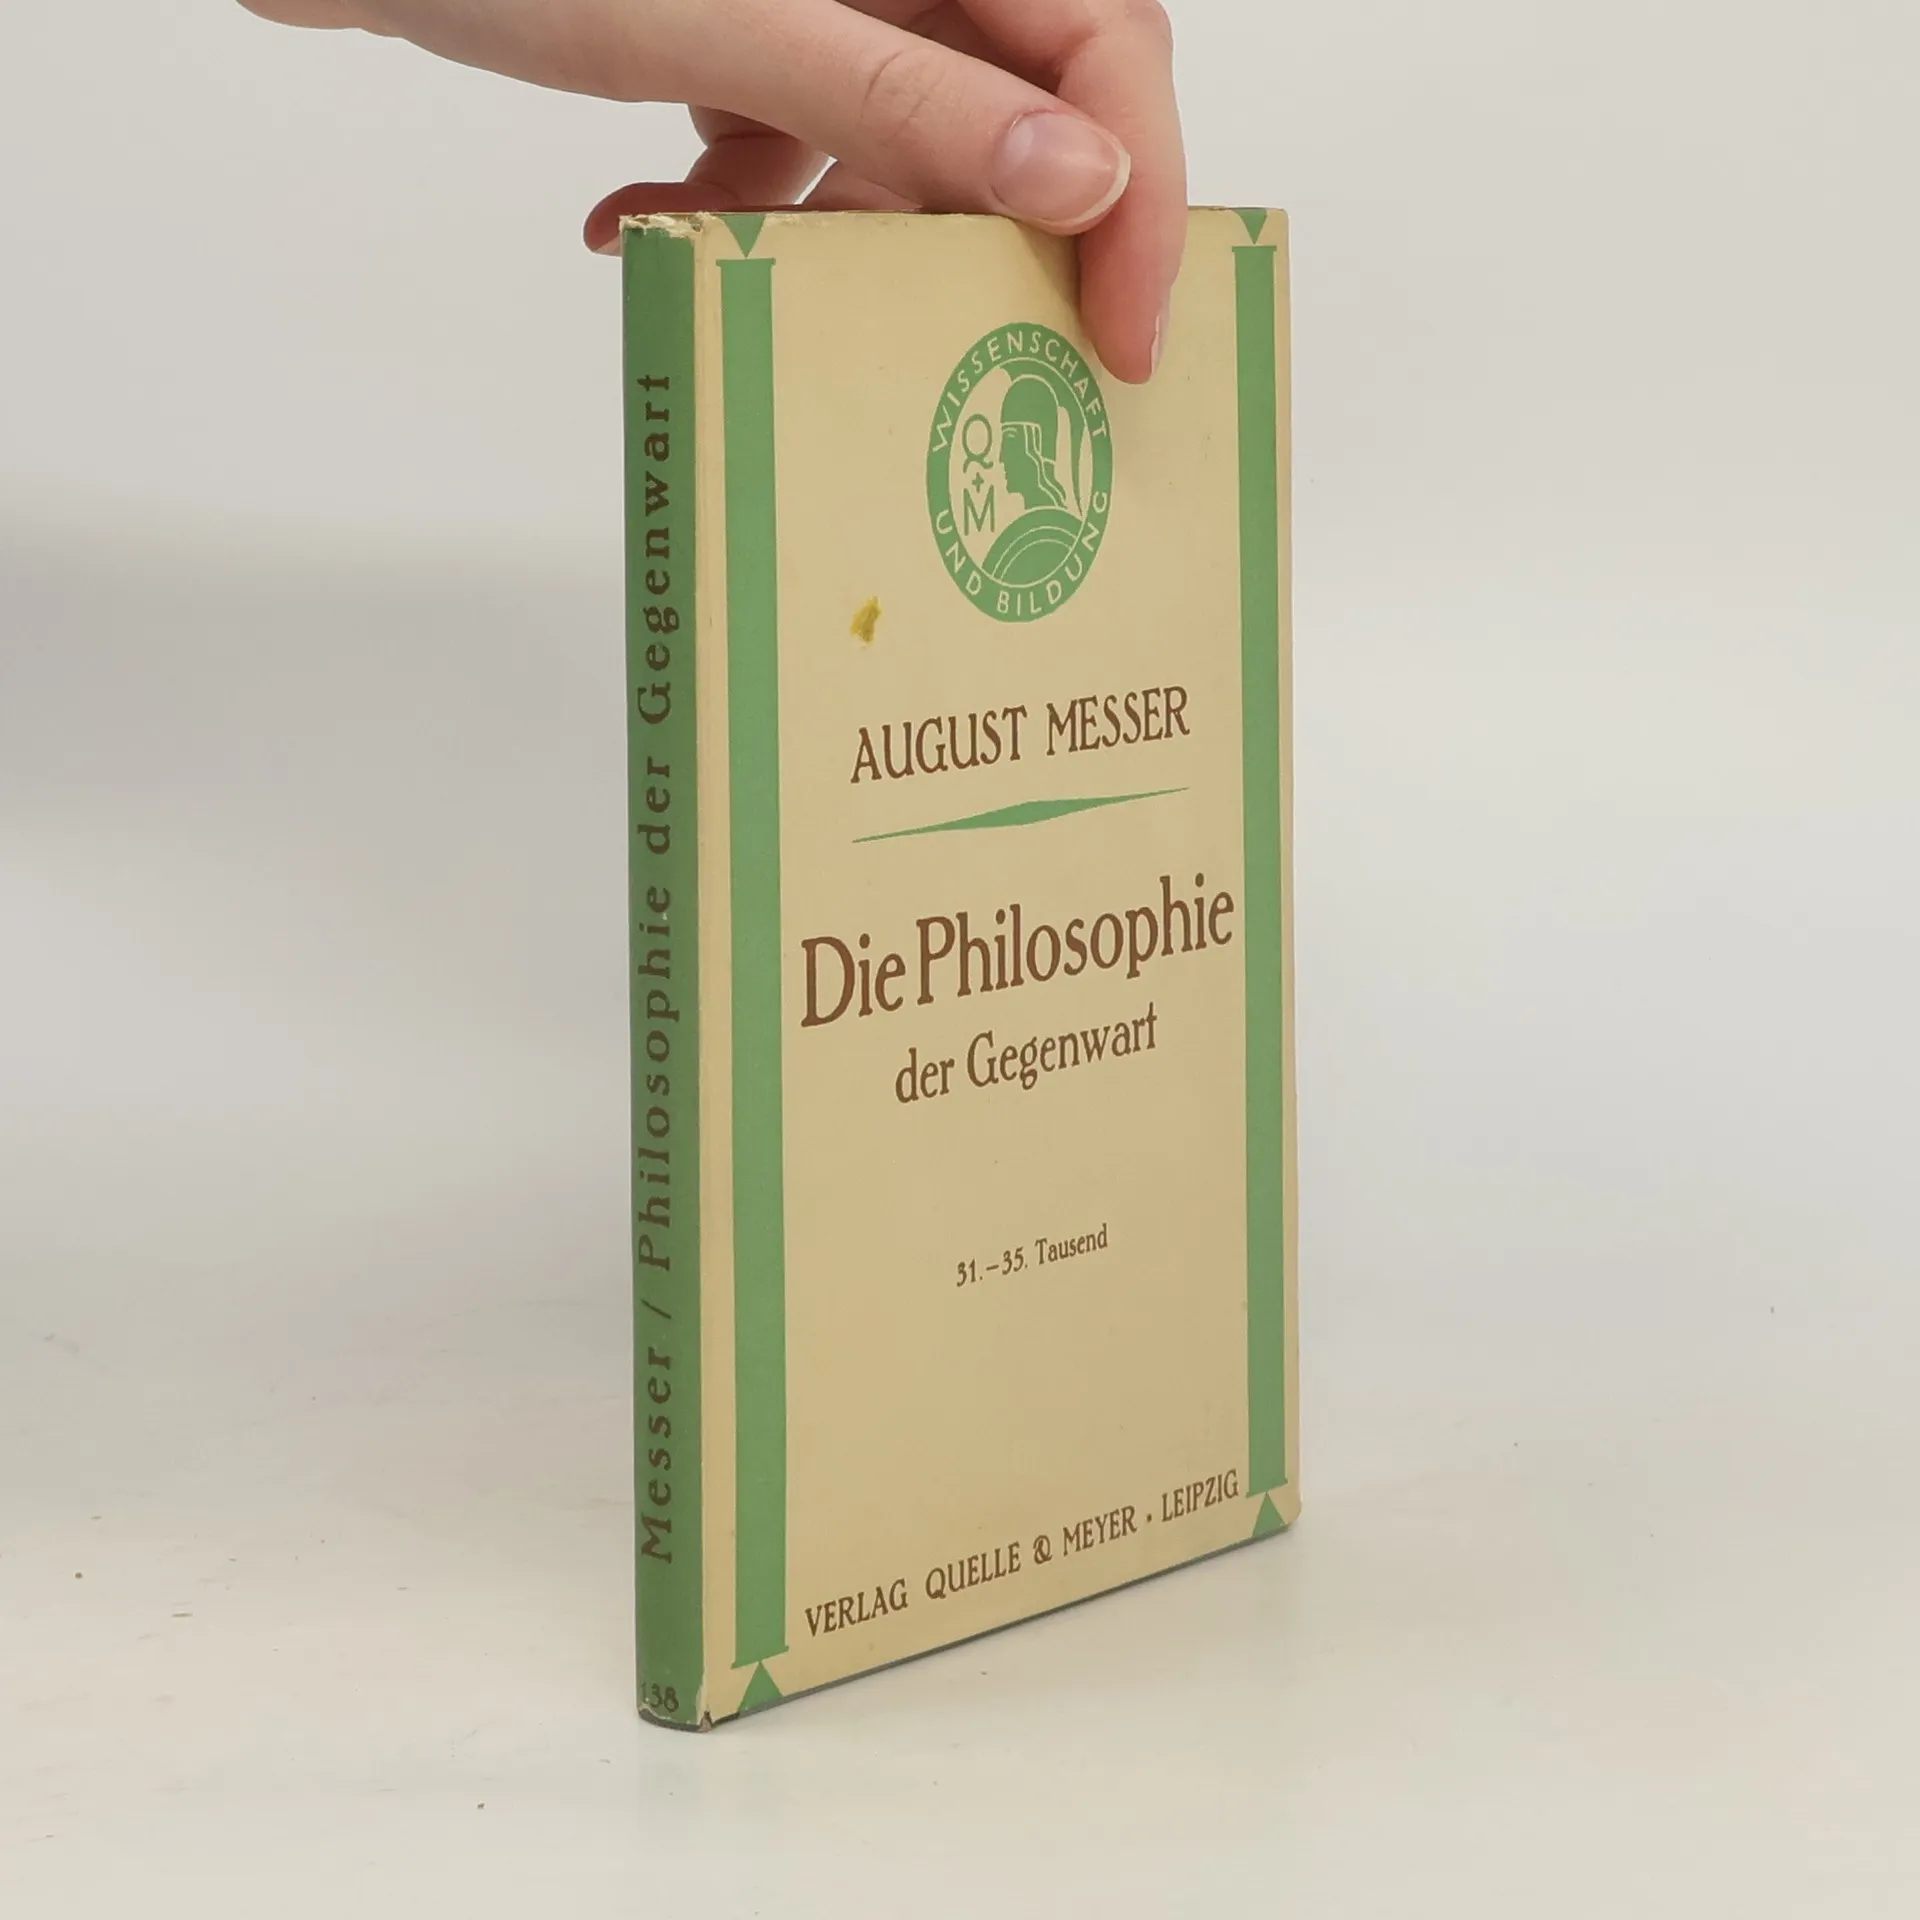 WISSENSCHAFT
UND BILDUNG
Q
+
M
AUGUST MESSER
Die Philosophie
der Gegenwart
31.–35. Tausend
VERLAG QUELLE & MEYER · LEIPZIG
Messer / Philosophie der Gegenwart
138